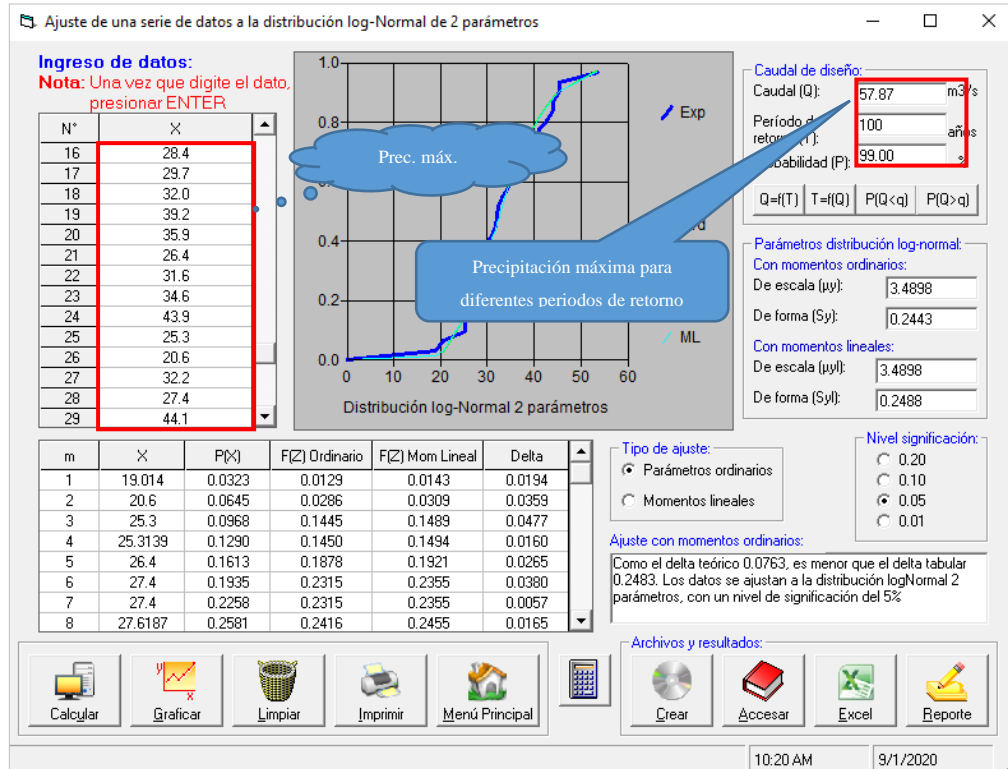 Ajuste de una serie de datos a la distribución log-Normal de 2 parámetros
Ingreso de datos:
Nota: Una vez que digite el dato,
presionar ENTER
N° X
16 28.4
17 29.7
18 32.0
19 39.2
20 35.9
21 26.4
22 31.6
23 34.6
24 43.9
25 25.3
26 20.6
27 32.2
28 27.4
29 44.1
1.0
0.8
0.4
0.2
0.0
0 10 20 30 40 50 60
Distribución log-Normal 2 parámetros
Exp
ML
Prec. máx.
Precipitación máxima para
diferentes periodos de retorno
Caudal de diseño:
Caudal (Q): 57.87 m3/s
Período de
retorno (T): 100 años
Probabilidad (P): 99.00 %
Q=f(T) T=f(Q) P(Q<q) P(Q>q)
Parámetros distribución log-normal:
Con momentos ordinarios:
De escala (µy): 3.4898
De forma (Sy): 0.2443
Con momentos lineales:
De escala (µyl): 3.4898
De forma (Syl): 0.2488
m X P(X) F(Z) Ordinario F(Z) Mom Lineal Delta
1 19.014 0.0323 0.0129 0.0143 0.0194
2 20.6 0.0645 0.0286 0.0309 0.0359
3 25.3 0.0968 0.1445 0.1489 0.0477
4 25.3139 0.1290 0.1450 0.1494 0.0160
5 26.4 0.1613 0.1878 0.1921 0.0265
6 27.4 0.1935 0.2315 0.2355 0.0380
7 27.4 0.2258 0.2315 0.2355 0.0057
8 27.6187 0.2581 0.2416 0.2455 0.0165
Tipo de ajuste:
Parámetros ordinarios
Momentos lineales
Nivel significación:
0.20
0.10
0.05
0.01
Ajuste con momentos ordinarios:
Como el delta teórico 0.0763, es menor que el delta tabular
0.2483. Los datos se ajustan a la distribución logNormal 2
parámetros, con un nivel de significación del 5%
Calcular Graficar Limpiar Imprimir Menú Principal
Archivos y resultados:
Crear Accesar Excel Reporte
10:20 AM 9/1/2020